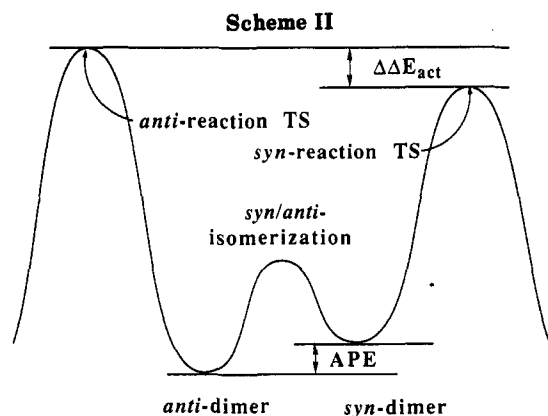 Scheme II
ΔΔE_act
anti-reaction TS
syn-reaction TS
syn/anti-
isomerization
APE
anti-dimer
syn-dimer